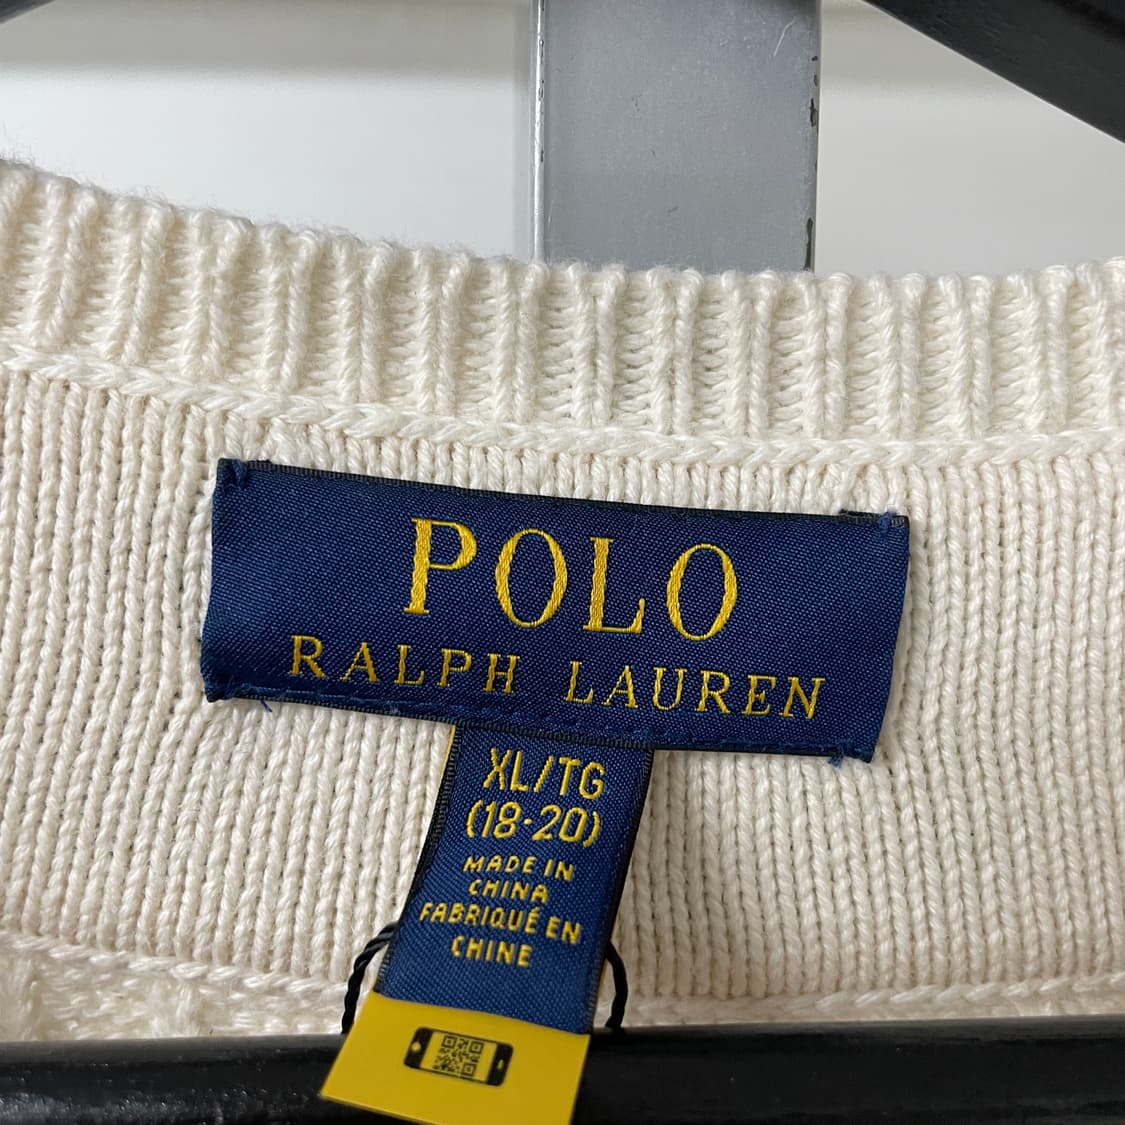 POLO
RALPH LAUREN
XL/TG
(18-20)
MADE IN
CHINA
FABRIQUÉ EN
CHINE